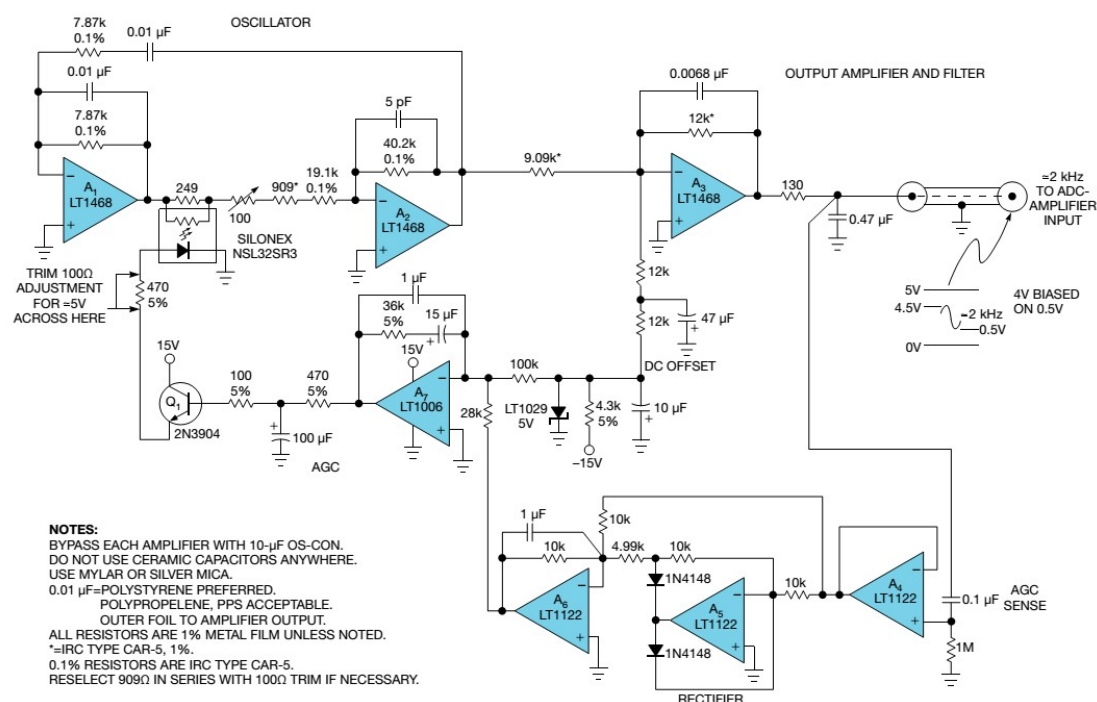 7.87k
0.1%
0.01 µF
OSCILLATOR
0.01 µF
7.87k
0.1%
A1
LT1468
5 pF
40.2k
0.1%
249
100
909*
19.1k
0.1%
A2
LT1468
SILONEX
NSL32SR3
0.0068 µF
OUTPUT AMPLIFIER AND FILTER
12k*
9.09k*
A3
LT1468
130
0.47 µF
≈2 kHz
TO ADC-
AMPLIFIER
INPUT
TRIM 100Ω
ADJUSTMENT
FOR ≈5V
ACROSS HERE
470
5%
1 µF
36k
5%
15 µF
+
12k
12k
47 µF
+
DC OFFSET
5V
4.5V
≈2 kHz
0.5V
0V
4V BIASED
ON 0.5V
15V
Q1
2N3904
100
5%
470
5%
+
100 µF
AGC
15V
A7
LT1006
28k
100k
LT1029
5V
4.3k
5%
–15V
10 µF
+
1 µF
10k
10k
4.99k
10k
1N4148
1N4148
A6
LT1122
A5
LT1122
10k
A4
LT1122
0.1 µF
AGC
SENSE
1M
RECTIFIER
NOTES:
BYPASS EACH AMPLIFIER WITH 10-µF OS-CON.
DO NOT USE CERAMIC CAPACITORS ANYWHERE.
USE MYLAR OR SILVER MICA.
0.01 µF=POLYSTYRENE PREFERRED.
POLYPROPELENE, PPS ACCEPTABLE.
OUTER FOIL TO AMPLIFIER OUTPUT.
ALL RESISTORS ARE 1% METAL FILM UNLESS NOTED.
*=IRC TYPE CAR-5, 1%.
0.1% RESISTORS ARE IRC TYPE CAR-5.
RESELECT 909Ω IN SERIES WITH 100Ω TRIM IF NECESSARY.